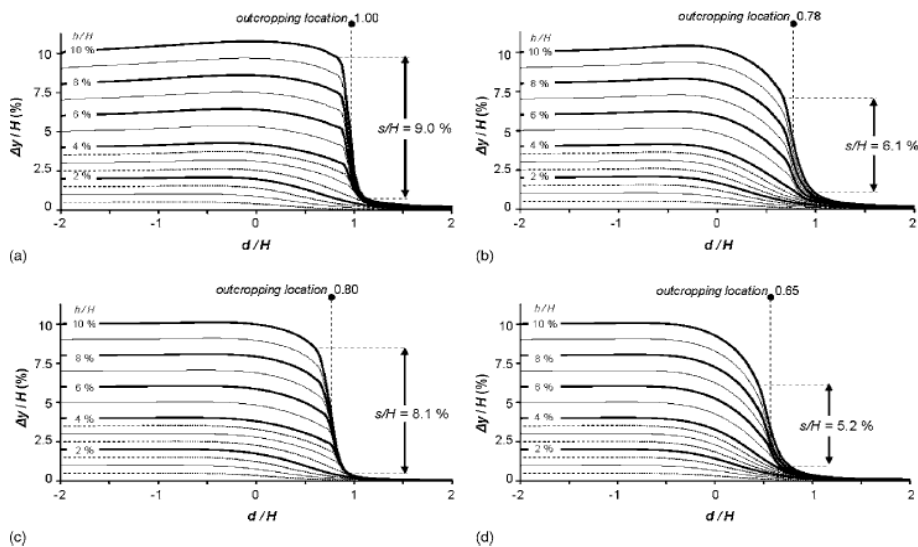 outcropping location 1.00
h/H
10 %
8 %
6 %
4 %
2 %
10
7.5
5
2.5
0
Δy / H (%)
s/H = 9.0 %
-2 -1 0 1 2
d / H
(a)
outcropping location 0.78
h/H
10 %
8 %
6 %
4 %
2 %
10
7.5
5
2.5
0
Δy / H (%)
s/H = 6.1 %
-2 -1 0 1 2
d / H
(b)
outcropping location 0.80
h/H
10 %
8 %
6 %
4 %
2 %
10
7.5
5
2.5
0
Δy / H (%)
s/H = 8.1 %
-2 -1 0 1 2
d / H
(c)
outcropping location 0.65
h/H
10 %
8 %
6 %
4 %
2 %
10
7.5
5
2.5
0
Δy / H (%)
s/H = 5.2 %
-2 -1 0 1 2
d / H
(d)